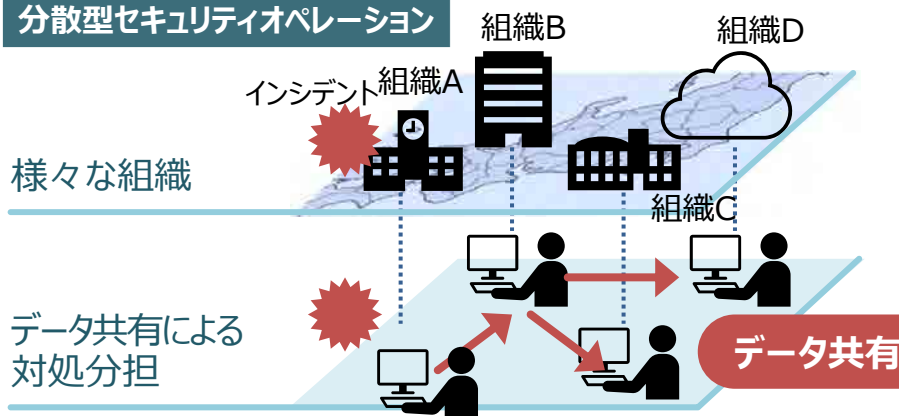 分散型セキュリティオペレーション
組織B
組織D
インシデント
組織A
様々な組織
組織C
データ共有による
対処分担
データ共有